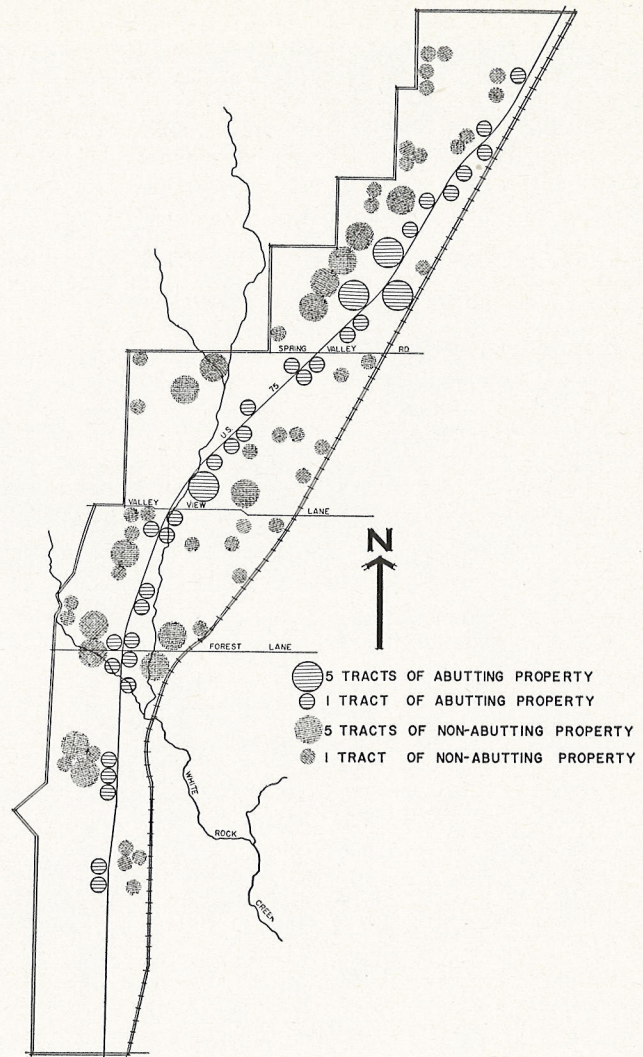 SPRING VALLEY RD
U.S. 75
VALLEY VIEW LANE
N
FOREST LANE
5 TRACTS OF ABUTTING PROPERTY
1 TRACT OF ABUTTING PROPERTY
5 TRACTS OF NON-ABUTTING PROPERTY
1 TRACT OF NON-ABUTTING PROPERTY
WHITE
ROCK
CREEK